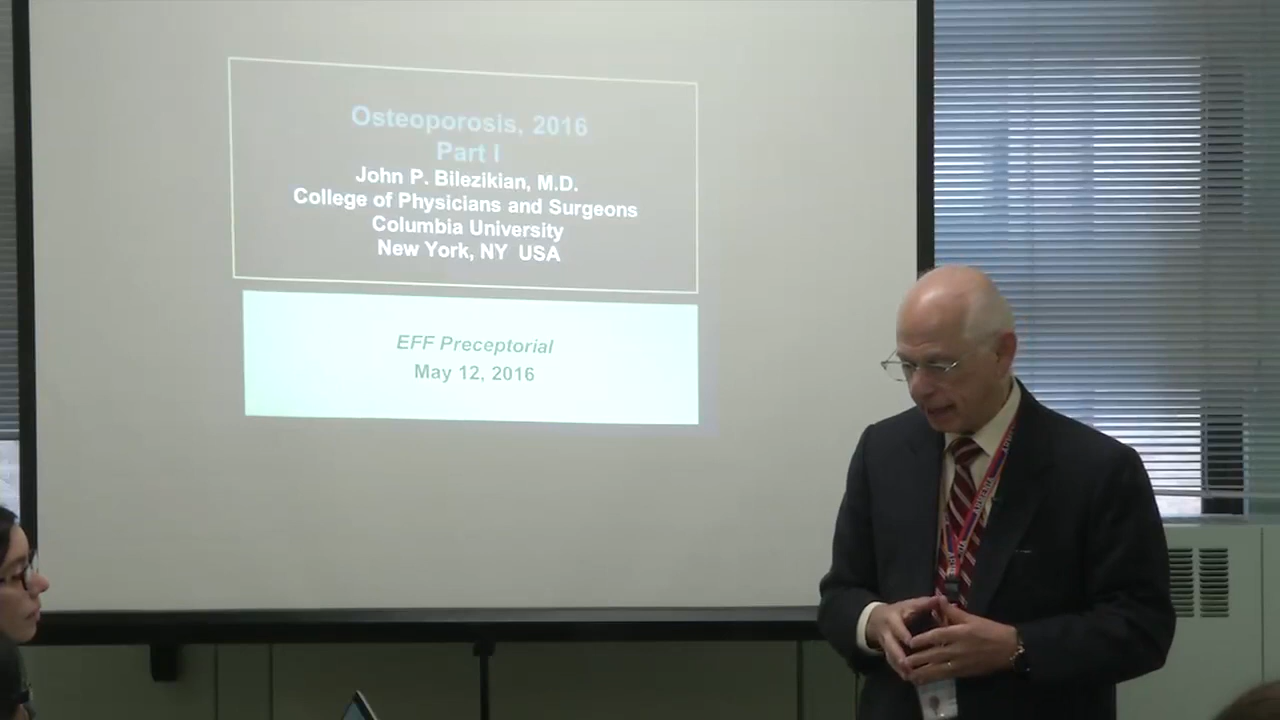 Osteoporosis, 2016
Part I
John P. Bilezikian, M.D.
College of Physicians and Surgeons
Columbia University
New York, NY USA
EFF Preceptorial
May 12, 2016
ARMENIA